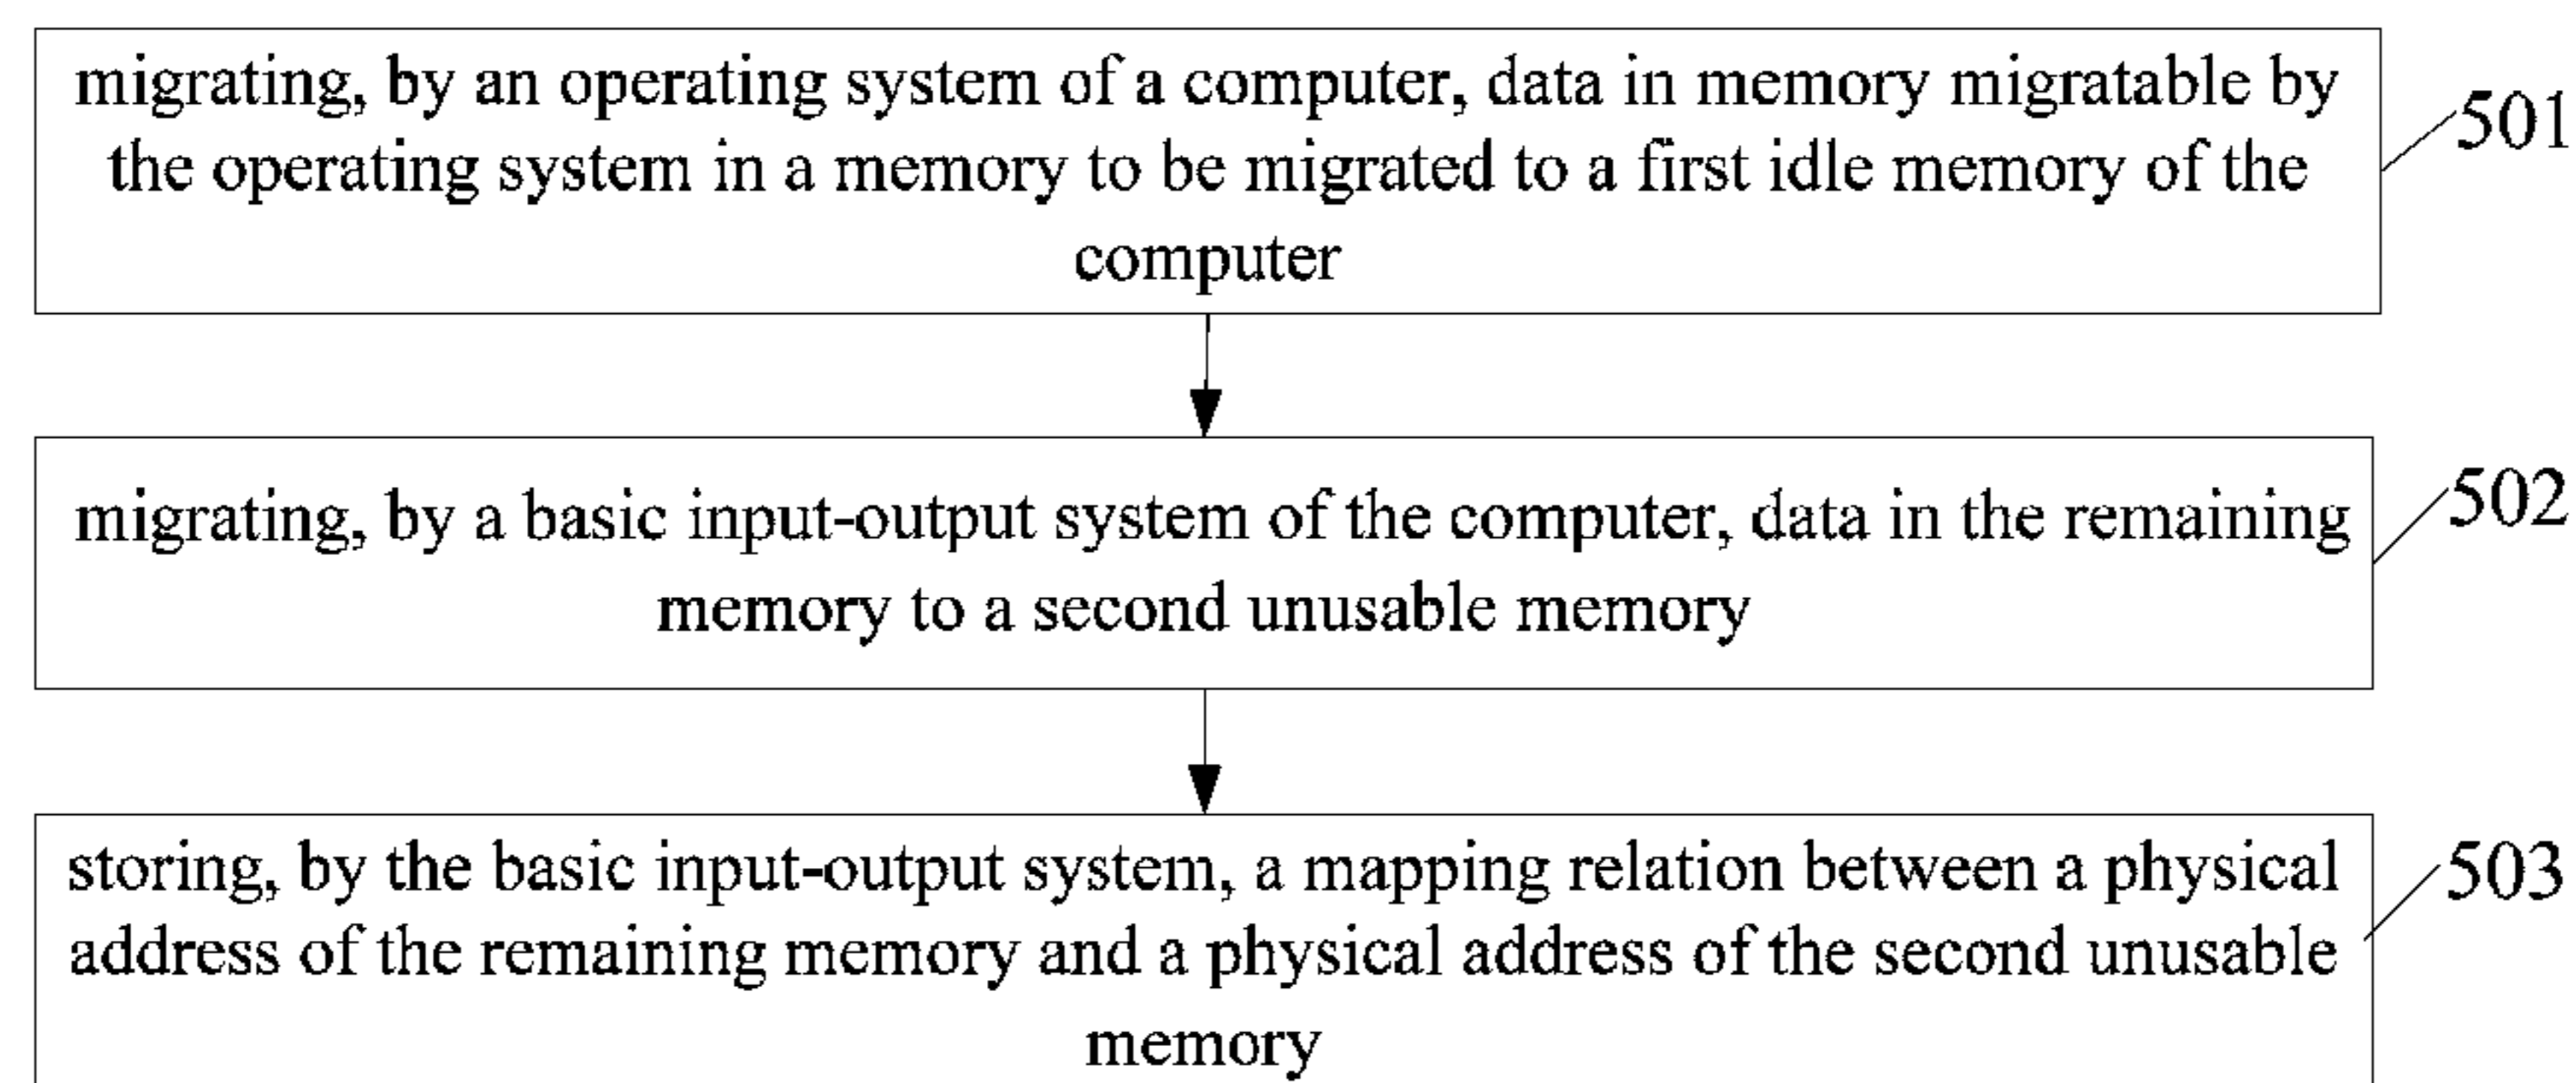 migrating, by an operating system of a computer, data in memory migratable by
the operating system in a memory to be migrated to a first idle memory of the
computer
501
migrating, by a basic input-output system of the computer, data in the remaining
memory to a second unusable memory
502
storing, by the basic input-output system, a mapping relation between a physical
address of the remaining memory and a physical address of the second unusable
memory
503